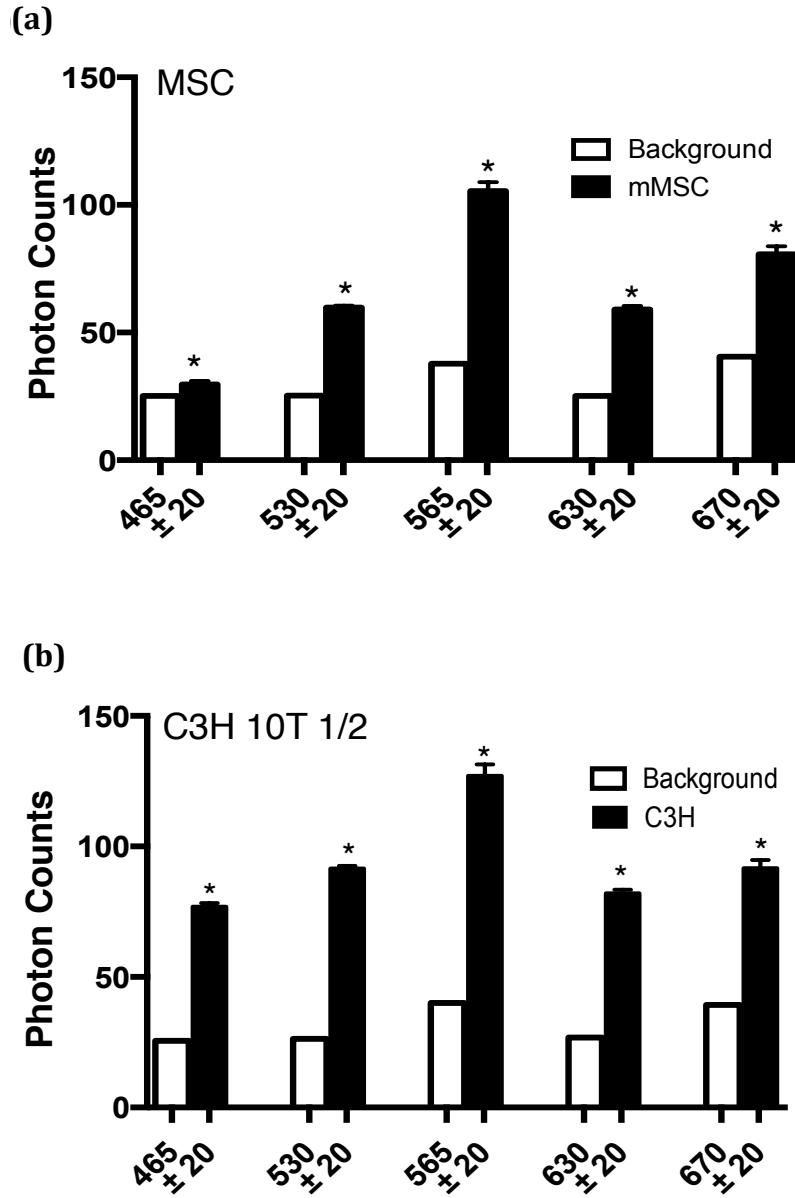 (a)
MSC
150
100
50
0
Photon Counts
Background
mMSC
*
*
*
*
*
465 ± 20
530 ± 20
565 ± 20
630 ± 20
670 ± 20
(b)
C3H 10T 1/2
150
100
50
0
Photon Counts
Background
C3H
*
*
*
*
*
465 ± 20
530 ± 20
565 ± 20
630 ± 20
670 ± 20